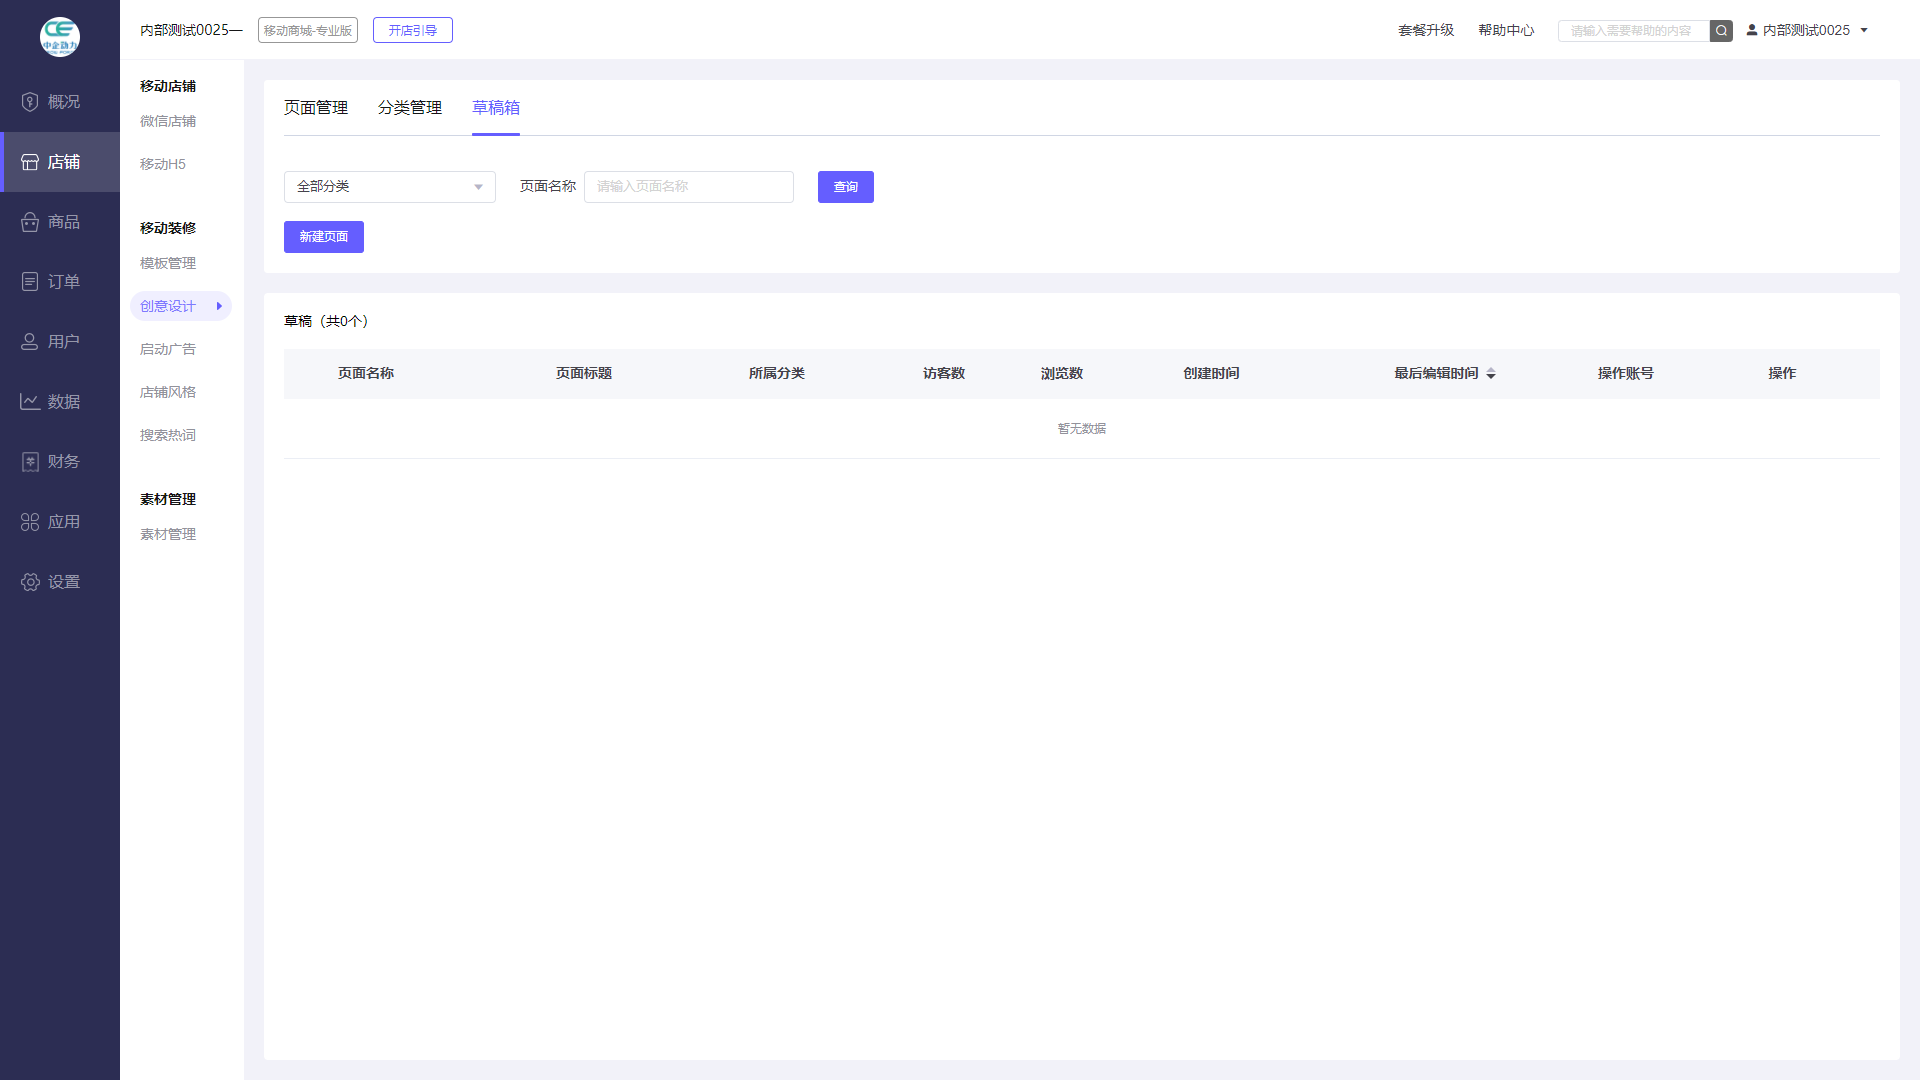 中企动力
内部测试0025—
移动商城-专业版
开店引导
套餐升级
帮助中心
请输入需要帮助的内容
内部测试0025
概况
店铺
商品
订单
用户
数据
财务
应用
设置
移动店铺
微信店铺
移动H5
移动装修
模板管理
创意设计
启动广告
店铺风格
搜索热词
素材管理
素材管理
页面管理 分类管理 草稿箱
全部分类 页面名称 请输入页面名称 查询
新建页面
草稿（共0个）
页面名称 页面标题 所属分类 访客数 浏览数 创建时间 最后编辑时间 操作账号 操作
暂无数据